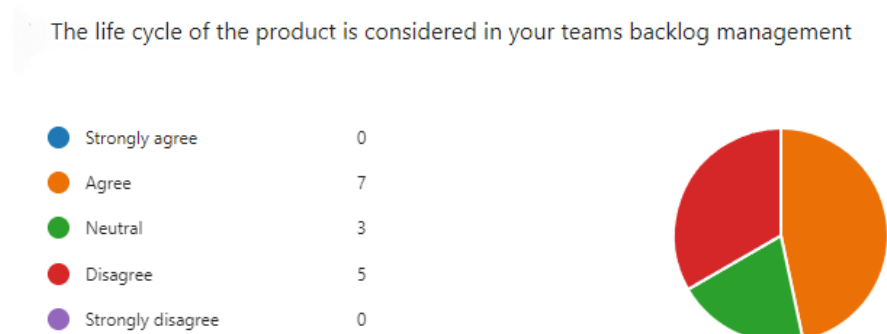 The life cycle of the product is considered in your teams backlog management
Strongly agree 0
Agree 7
Neutral 3
Disagree 5
Strongly disagree 0